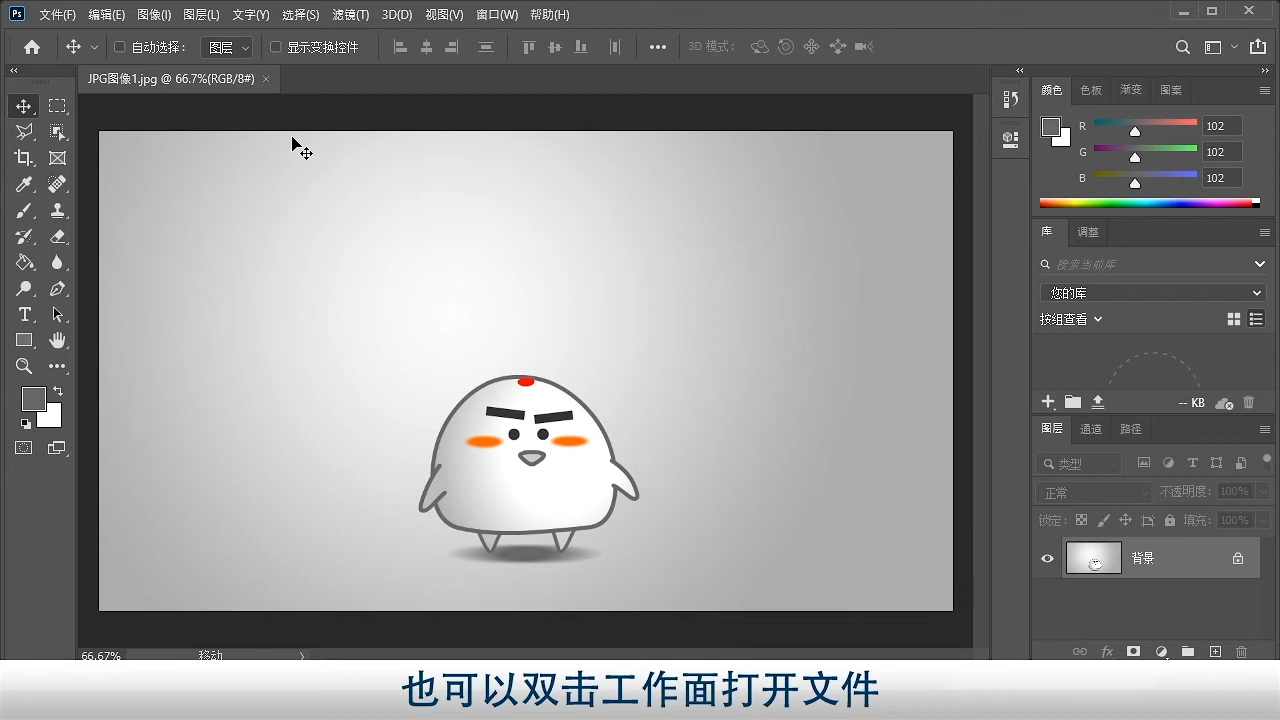 Ps 文件(F) 编辑(E) 图像(I) 图层(L) 文字(Y) 选择(S) 滤镜(T) 3D(D) 视图(V) 窗口(W) 帮助(H)
自动选择: 图层 显示变换控件 3D 模式:
JPG图像1.jpg @ 66.7%(RGB/8#) ×
颜色 色板 渐变 图案
R 102
G 102
B 102
库 调整
搜索当前库
您的库
按组查看
-- KB
图层 通道 路径
类型
正常 不透明度: 100%
锁定: 填充: 100%
背景
fx
66.67% 移动
也可以双击工作面打开文件